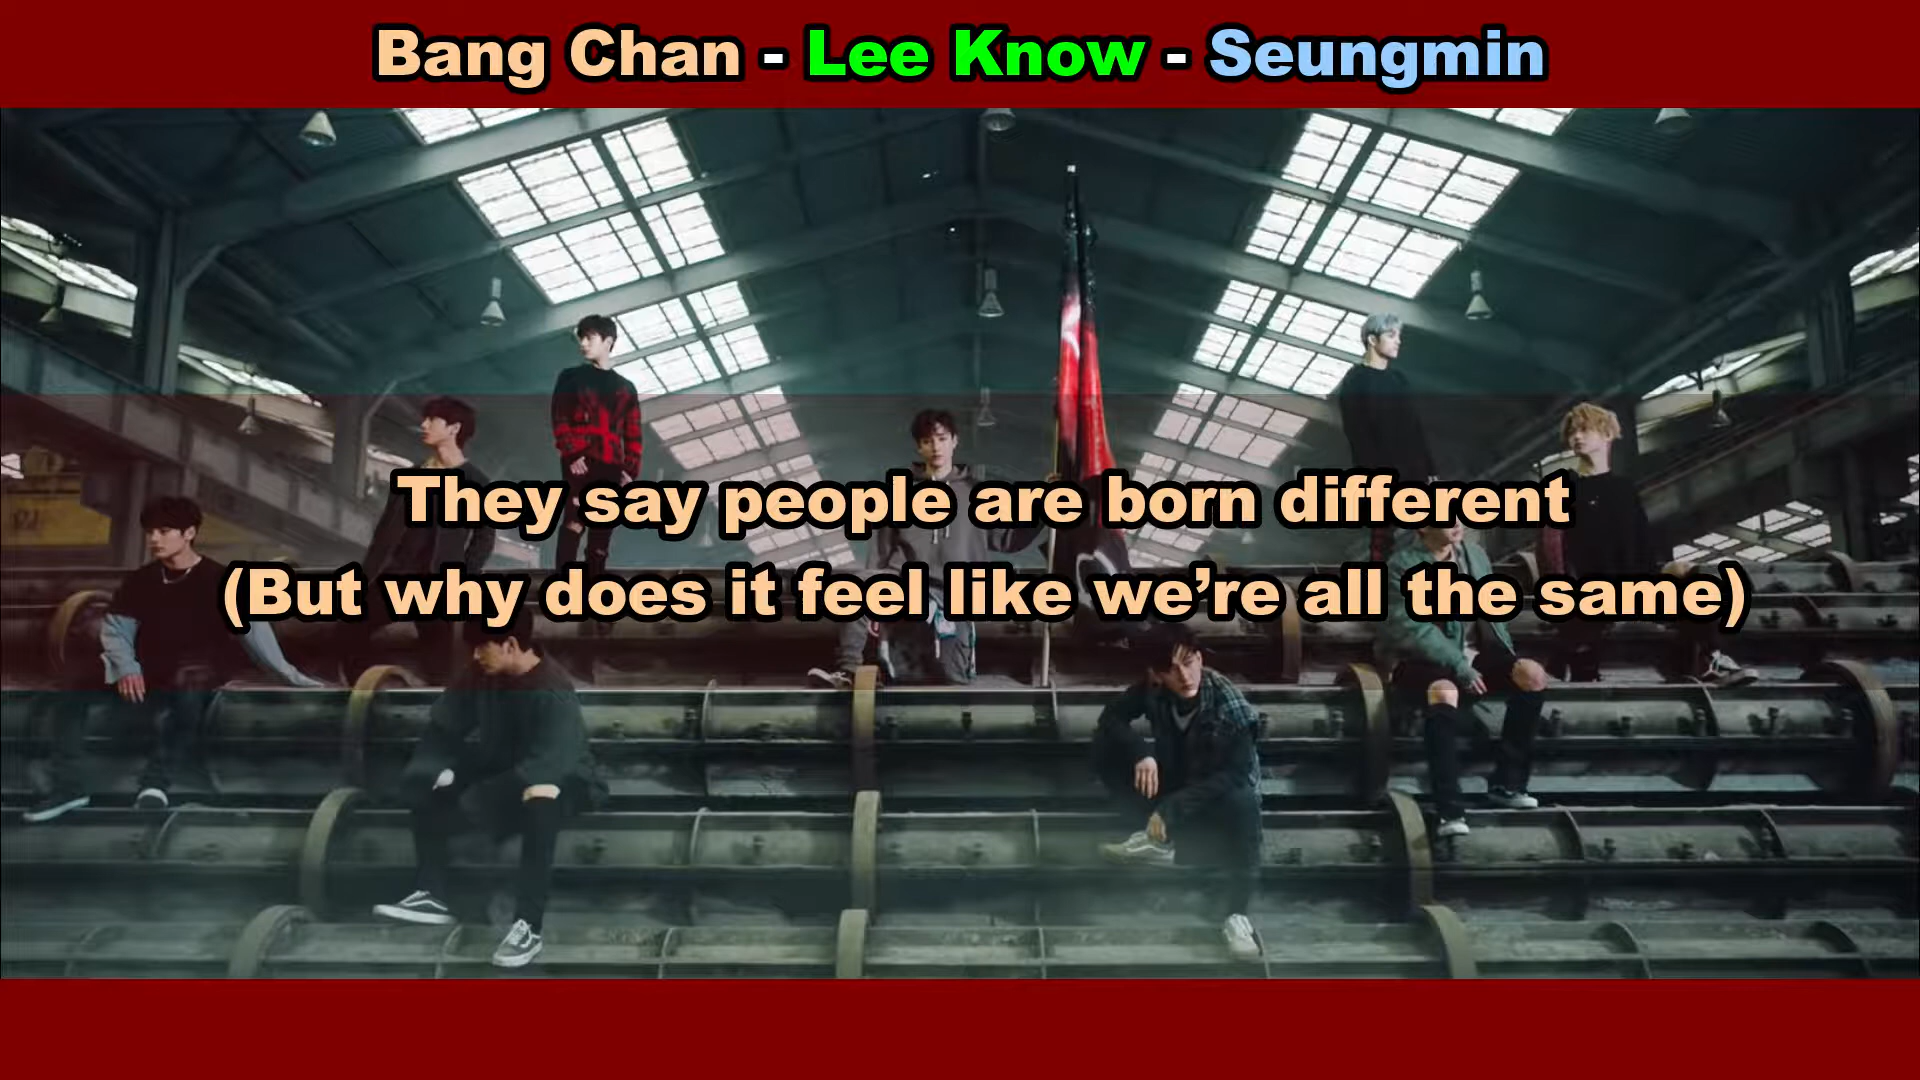 Bang Chan - Lee Know - Seungmin
They say people are born different
(But why does it feel like we’re all the same)